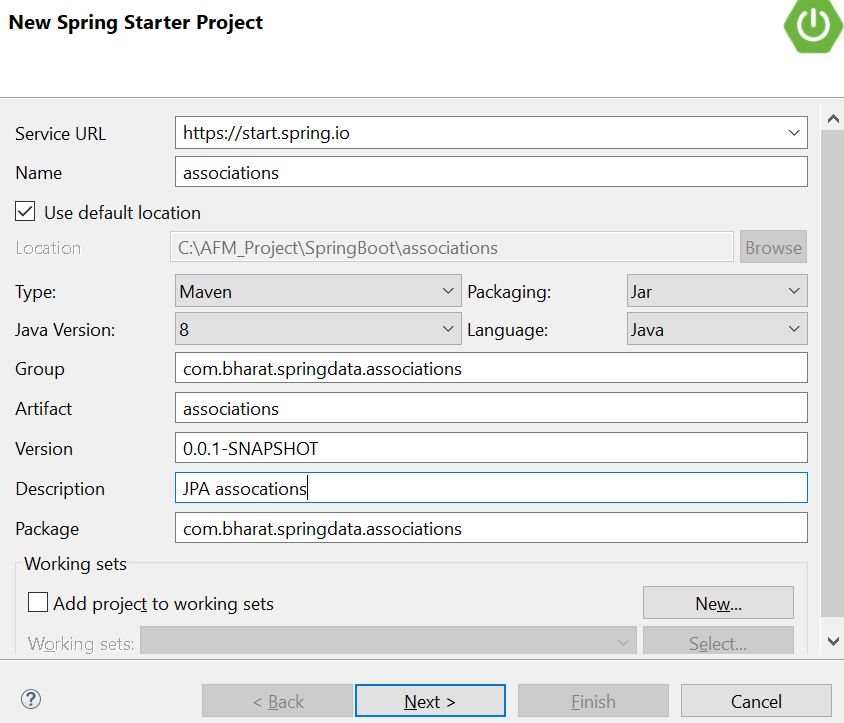 New Spring Starter Project
Service URL https://start.spring.io
Name associations
Use default location
Location C:\AFM_Project\SpringBoot\associations Browse
Type: Maven Packaging: Jar
Java Version: 8 Language: Java
Group com.bharat.springdata.associations
Artifact associations
Version 0.0.1-SNAPSHOT
Description JPA assocations
Package com.bharat.springdata.associations
Working sets
Add project to working sets New...
Working sets: Select...
? < Back Next > Finish Cancel